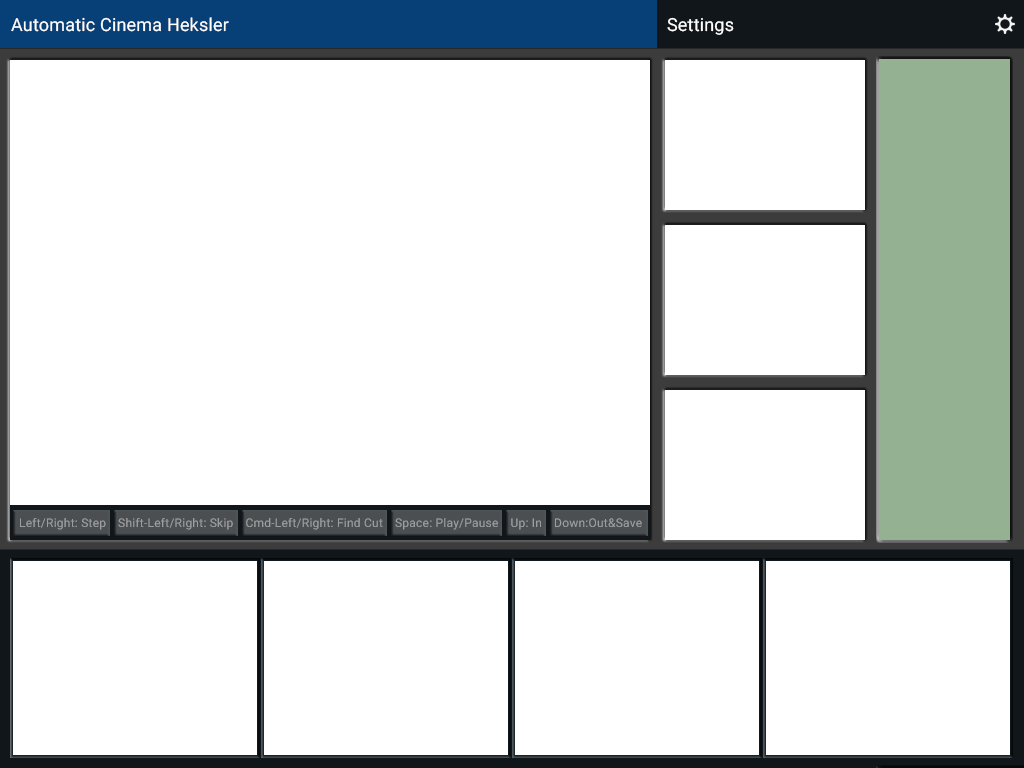 Automatic Cinema Heksler
Settings
Left/Right: Step
Shift-Left/Right: Skip
Cmd-Left/Right: Find Cut
Space: Play/Pause
Up: In
Down:Out&Save